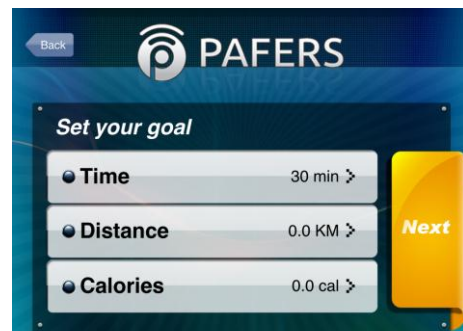 Back
PAFERS
Set your goal
Time 30 min >
Distance 0.0 KM >
Next
Calories 0.0 cal >